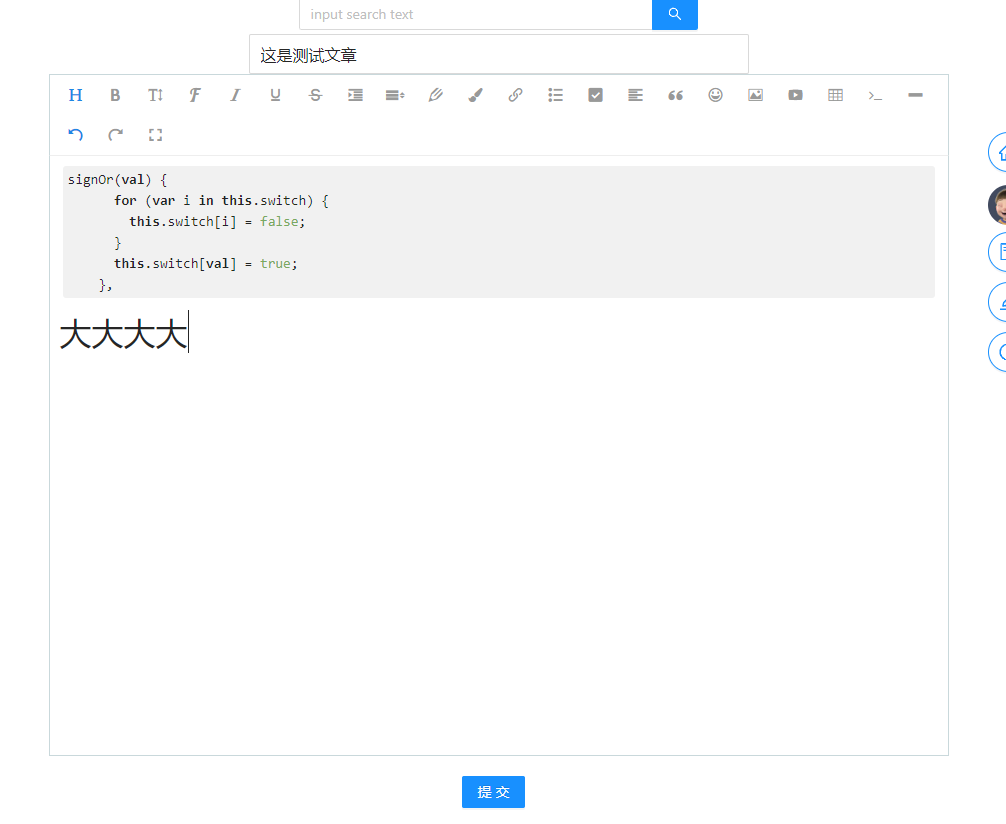 input search text
这是测试文章
signOr(val) {
      for (var i in this.switch) {
        this.switch[i] = false;
      }
      this.switch[val] = true;
    },
大大大大
提 交